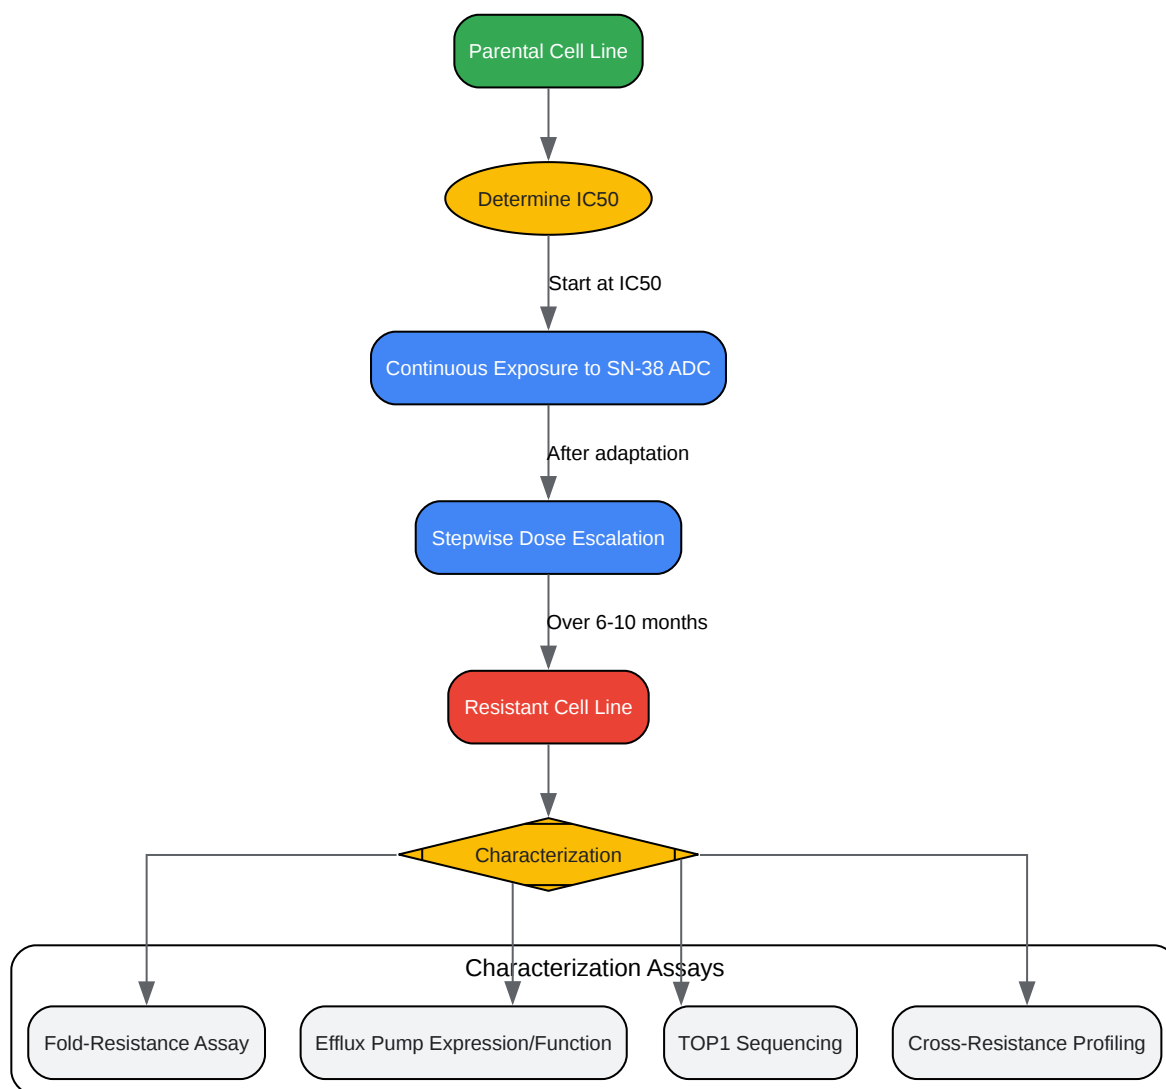 Parental Cell Line
Determine IC50
Start at IC50
Continuous Exposure to SN-38 ADC
After adaptation
Stepwise Dose Escalation
Over 6-10 months
Resistant Cell Line
Characterization
Characterization Assays
Fold-Resistance Assay
Efflux Pump Expression/Function
TOP1 Sequencing
Cross-Resistance Profiling